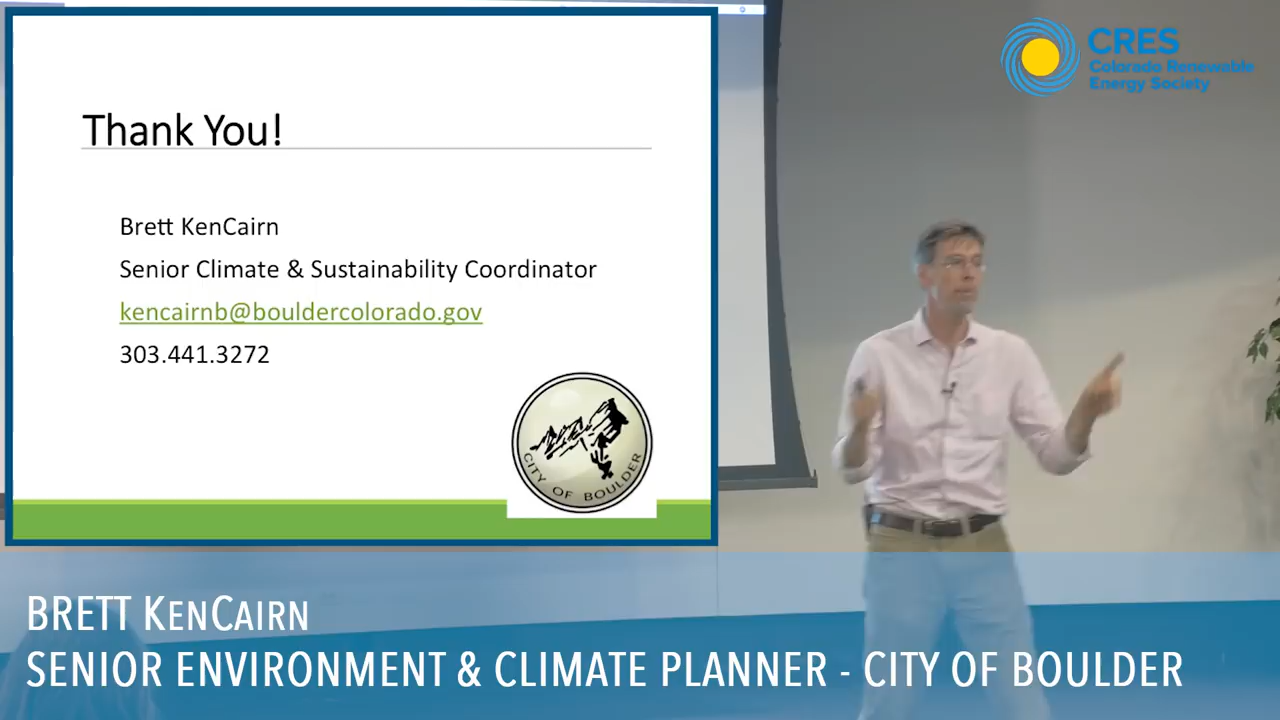 CRES
Colorado Renewable
Energy Society
Thank You!
Brett KenCairn
Senior Climate & Sustainability Coordinator
kencairnb@bouldercolorado.gov
303.441.3272
CITY OF BOULDER
BRETT KENCAIRN
SENIOR ENVIRONMENT & CLIMATE PLANNER - CITY OF BOULDER